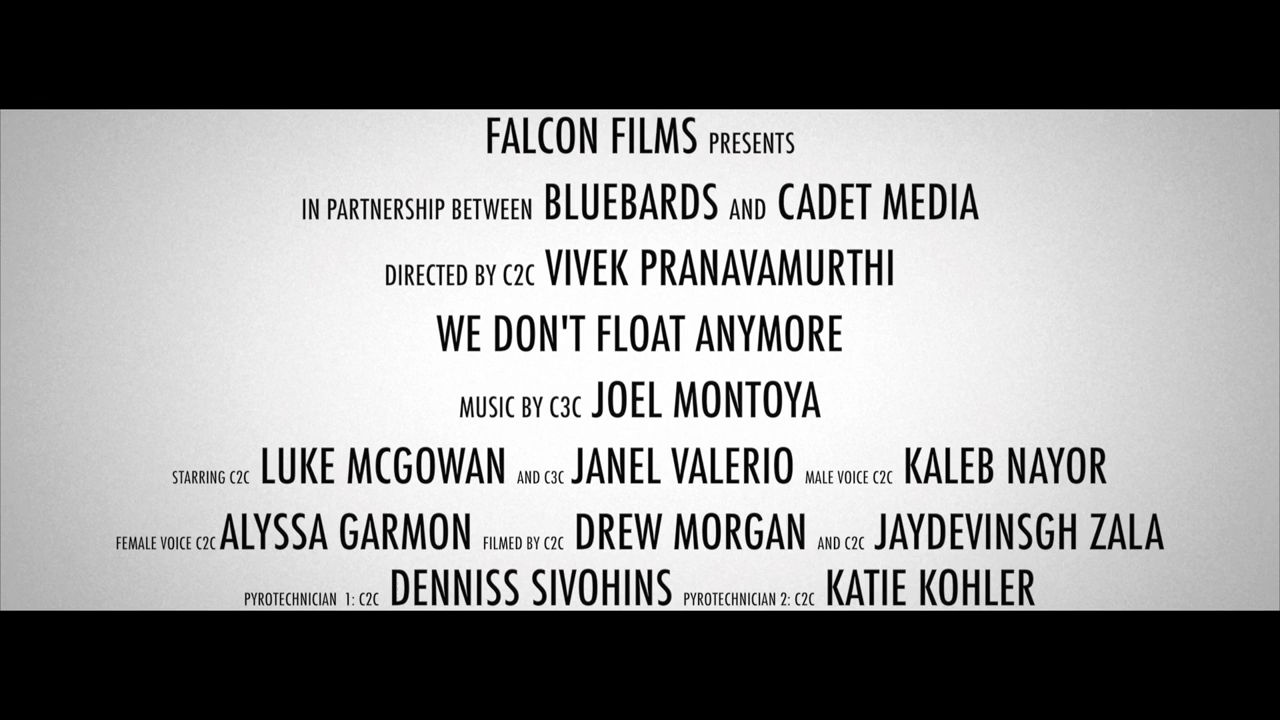 FALCON FILMS PRESENTS
IN PARTNERSHIP BETWEEN BLUEBARDS AND CADET MEDIA
DIRECTED BY C2C VIVEK PRANAVAMURTHI
WE DON'T FLOAT ANYMORE
MUSIC BY C3C JOEL MONTOYA
STARRING C2C LUKE MCGOWAN AND C3C JANEL VALERIO MALE VOICE C2C KALEB NAYOR
FEMALE VOICE C2C ALYSSA GARMON FILMED BY C2C DREW MORGAN AND C2C JAYDEVINSGH ZALA
PYROTECHNICIAN 1: C2C DENNISS SIVOHINS PYROTECHNICIAN 2: C2C KATIE KOHLER